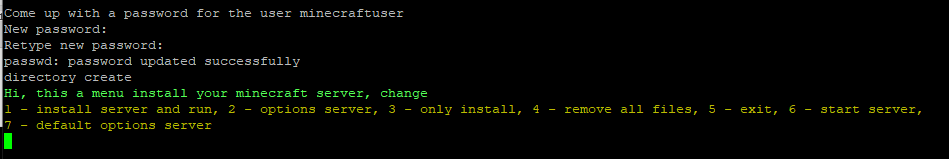 Come up with a password for the user minecraftuser
New password:
Retype new password:
passwd: password updated successfully
directory create
Hi, this a menu install your minecraft server, change
1 - install server and run, 2 - options server, 3 - only install, 4 - remove all files, 5 - exit, 6 - start server,
7 - default options server